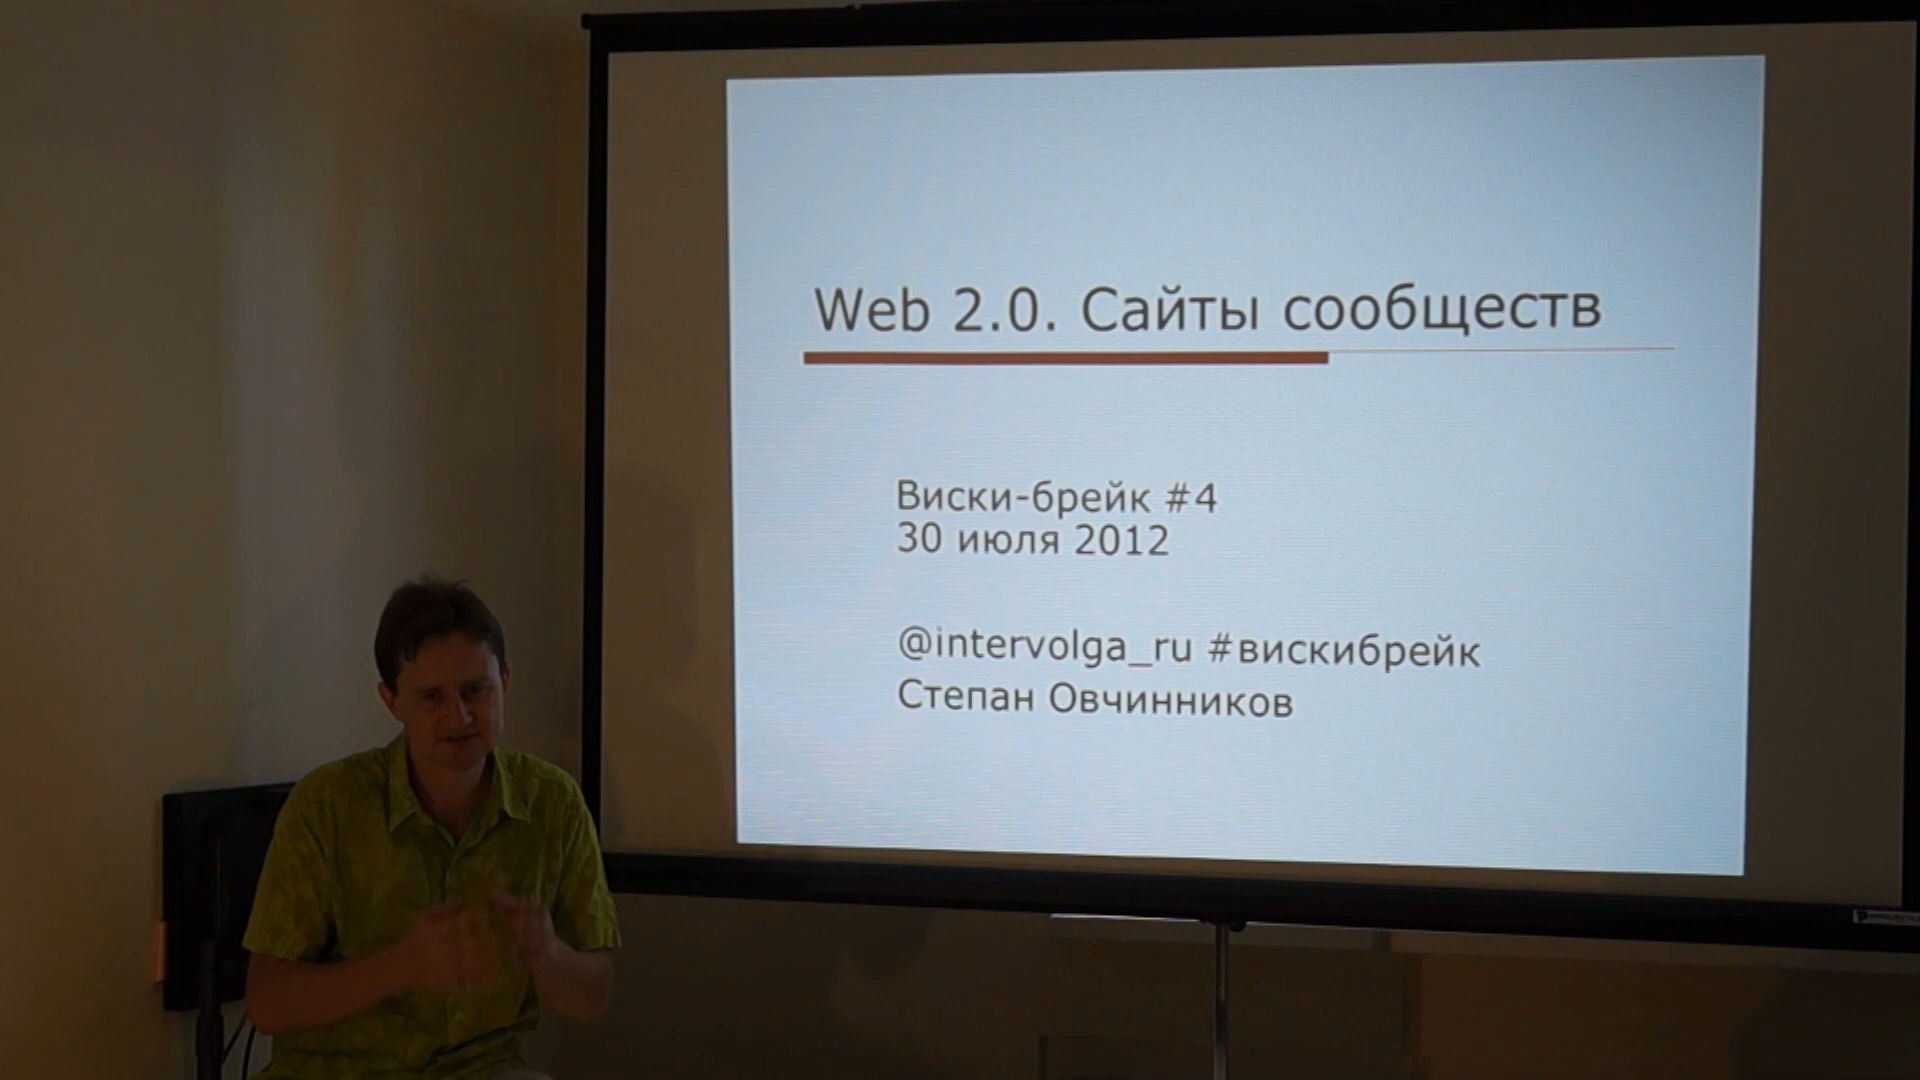 Web 2.0. Сайты сообществ
Виски-брейк #4
30 июля 2012
@intervolga_ru #вискибрейк
Степан Овчинников